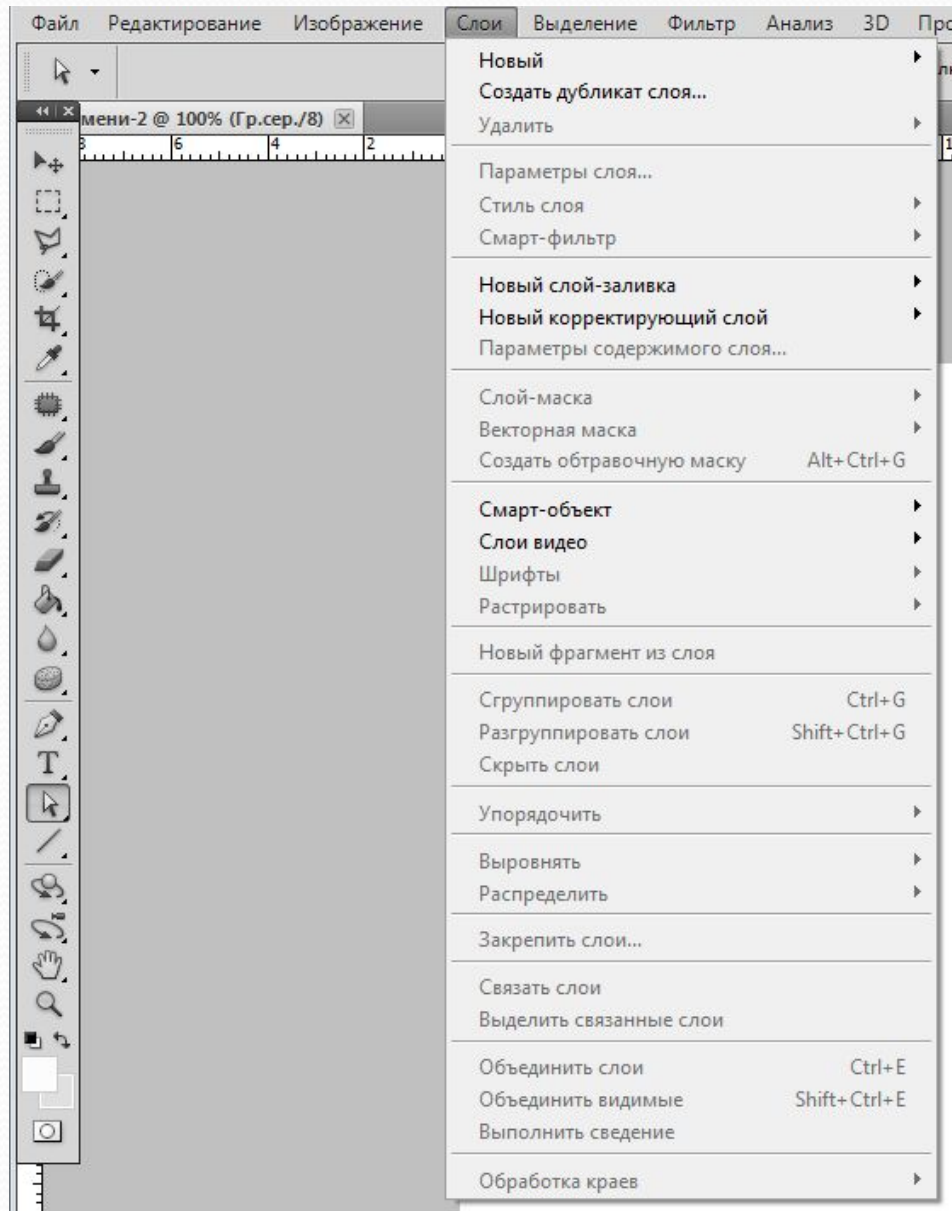 Файл Редактирование Изображение Слои Выделение Фильтр Анализ 3D
мени-2 @ 100% (Гр.сер./8)
8 6 4 2
Новый
Создать дубликат слоя...
Удалить
Параметры слоя...
Стиль слоя
Смарт-фильтр
Новый слой-заливка
Новый корректирующий слой
Параметры содержимого слоя...
Слой-маска
Векторная маска
Создать обтравочную маску Alt+Ctrl+G
Смарт-объект
Слои видео
Шрифты
Растрировать
Новый фрагмент из слоя
Сгруппировать слои Ctrl+G
Разгруппировать слои Shift+Ctrl+G
Скрыть слои
Упорядочить
Выровнять
Распределить
Закрепить слои...
Связать слои
Выделить связанные слои
Объединить слои Ctrl+E
Объединить видимые Shift+Ctrl+E
Выполнить сведение
Обработка краев